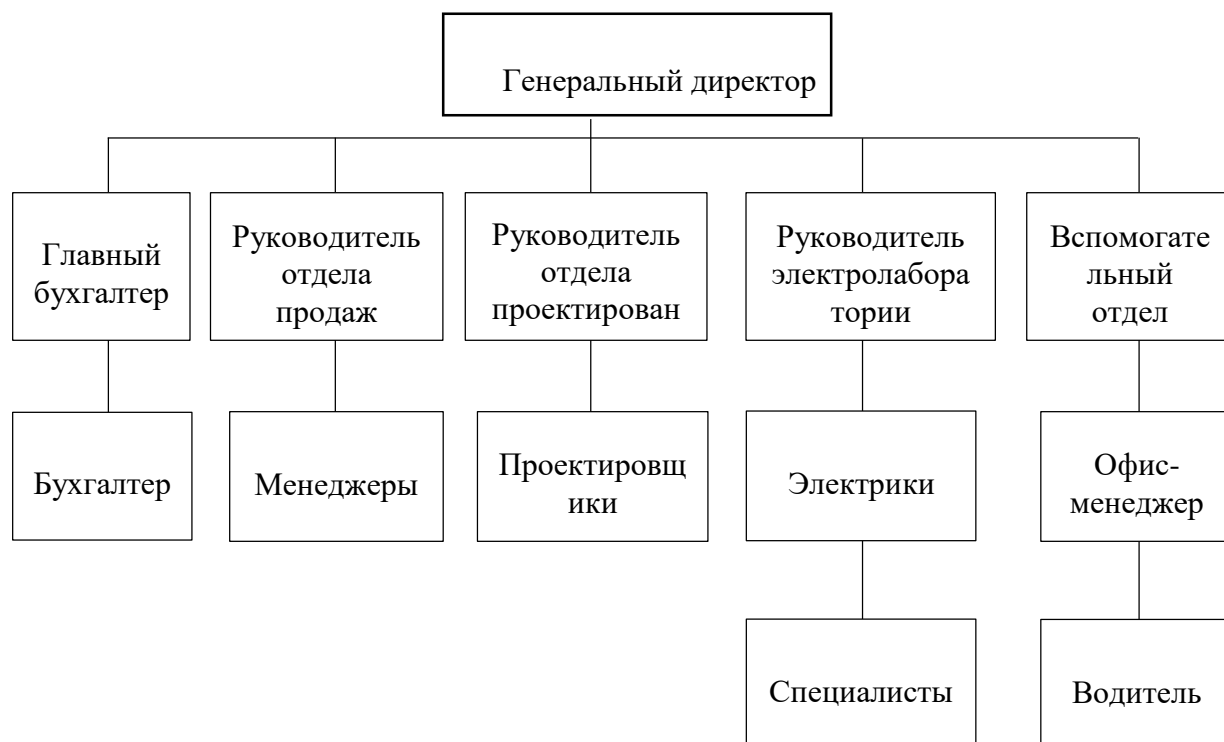 Генеральный директор
Главный
бухгалтер
Руководитель
отдела
продаж
Руководитель
отдела
проектирован
Руководитель
электролабора
тории
Вспомогате
льный
отдел
Бухгалтер
Менеджеры
Проектировщ
ики
Электрики
Офис-
менеджер
Специалисты
Водитель